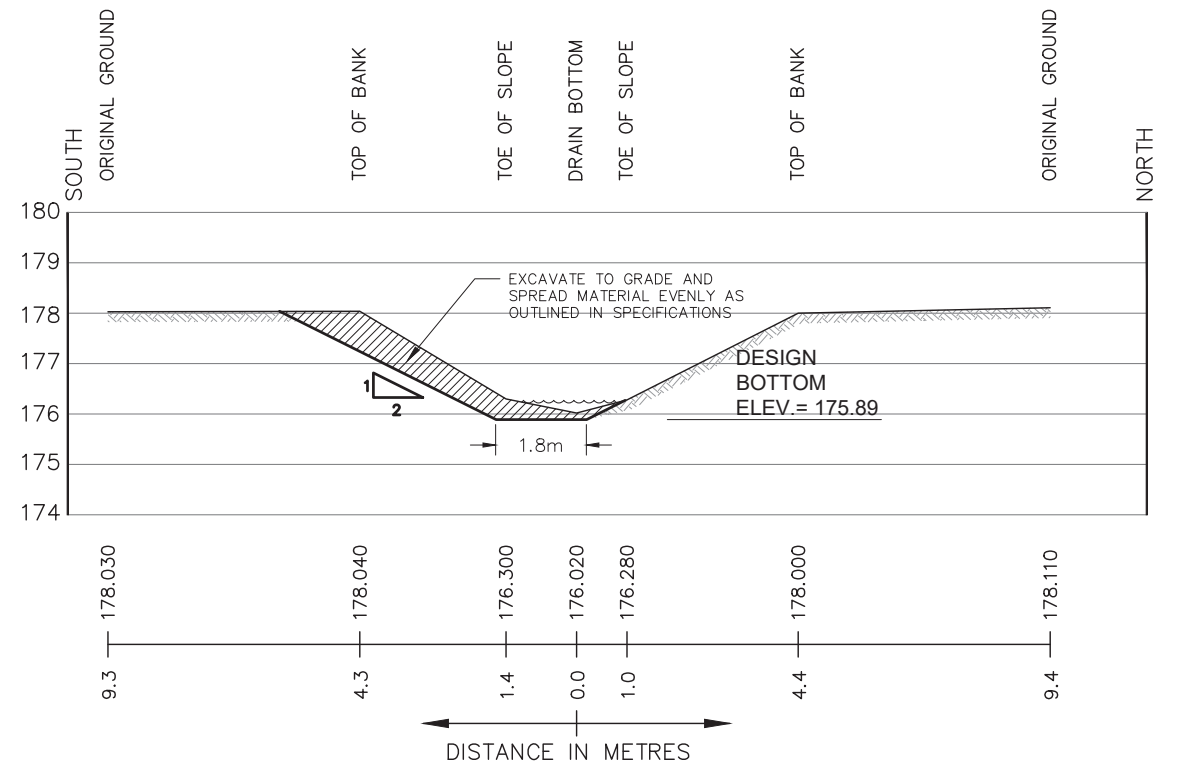 SOUTH
ORIGINAL GROUND
TOP OF BANK
TOE OF SLOPE
DRAIN BOTTOM
TOE OF SLOPE
TOP OF BANK
ORIGINAL GROUND
NORTH
180
179
178
177
176
175
174
EXCAVATE TO GRADE AND
SPREAD MATERIAL EVENLY AS
OUTLINED IN SPECIFICATIONS
DESIGN
BOTTOM
ELEV.= 175.89
1
2
1.8m
178.030
178.040
176.300
176.020
176.280
178.000
178.110
9.3
4.3
1.4
0.0
1.0
4.4
9.4
DISTANCE IN METRES